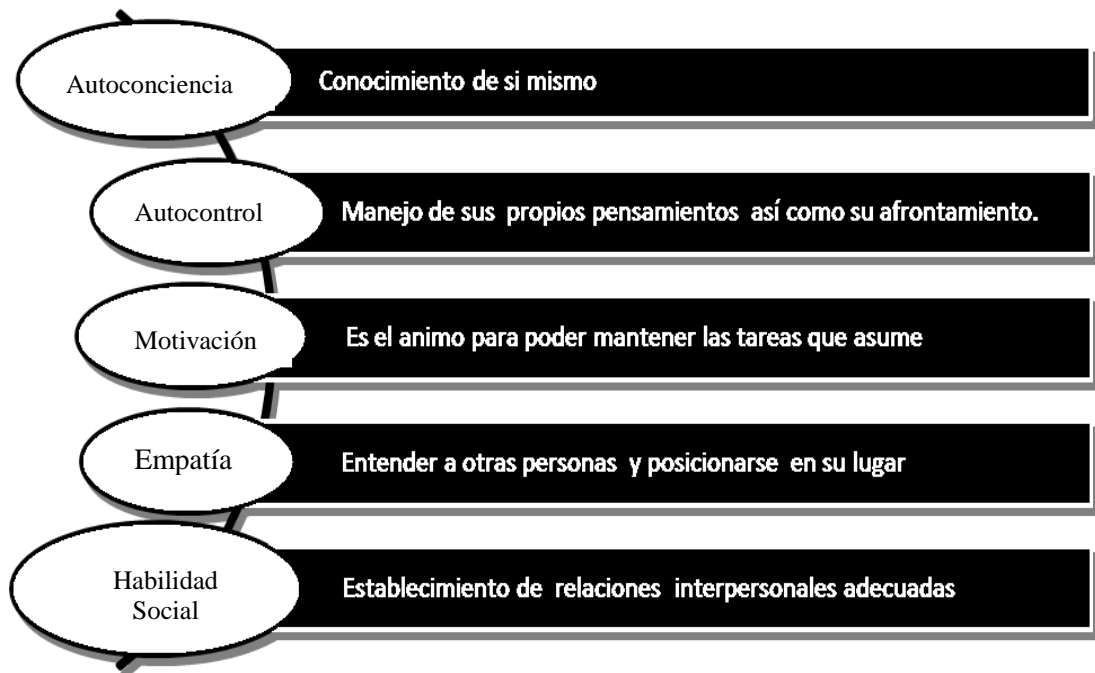 Autoconciencia
Conocimiento de si mismo
Autocontrol
Manejo de sus propios pensamientos así como su afrontamiento.
Motivación
Es el animo para poder mantener las tareas que asume
Empatía
Entender a otras personas y posicionarse en su lugar
Habilidad
Social
Establecimiento de relaciones interpersonales adecuadas